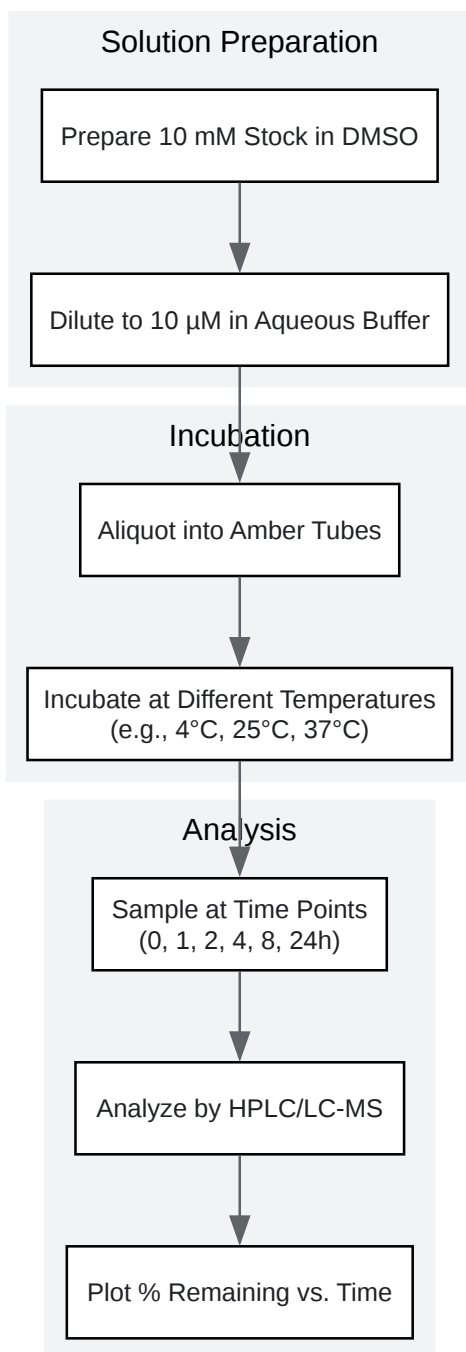 Solution Preparation
Prepare 10 mM Stock in DMSO
Dilute to 10 µM in Aqueous Buffer
Incubation
Aliquot into Amber Tubes
Incubate at Different Temperatures
(e.g., 4°C, 25°C, 37°C)
Analysis
Sample at Time Points
(0, 1, 2, 4, 8, 24h)
Analyze by HPLC/LC-MS
Plot % Remaining vs. Time